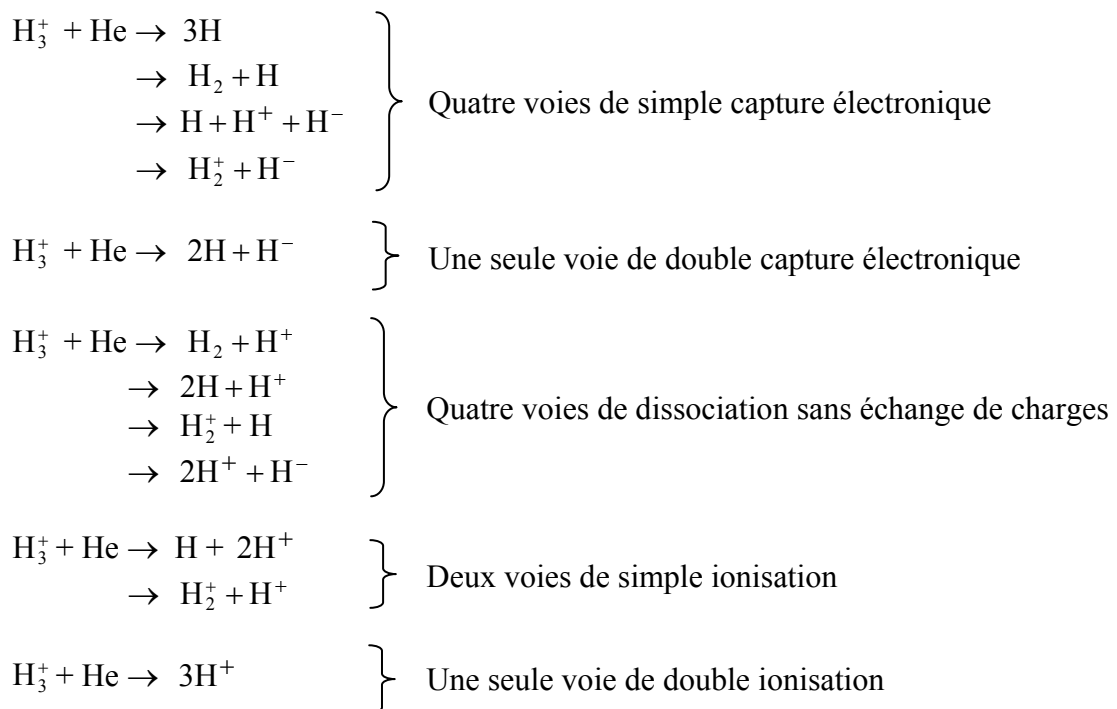 H₃⁺ + He → 3H
→ H₂ + H
→ H + H⁺ + H⁻
→ H₂⁺ + H⁻
Quatre voies de simple capture électronique
H₃⁺ + He → 2H + H⁻
Une seule voie de double capture électronique
H₃⁺ + He → H₂ + H⁺
→ 2H + H⁺
→ H₂⁺ + H
→ 2H⁺ + H⁻
Quatre voies de dissociation sans échange de charges
H₃⁺ + He → H + 2H⁺
→ H₂⁺ + H⁺
Deux voies de simple ionisation
H₃⁺ + He → 3H⁺
Une seule voie de double ionisation